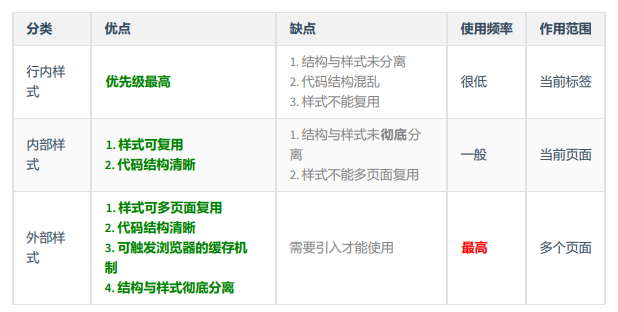 分类 优点 缺点 使用频率 作用范围
行内样式 优先级最高 1. 结构与样式未分离
2. 代码结构混乱
3. 样式不能复用 很低 当前标签
内部样式 1. 样式可复用
2. 代码结构清晰 1. 结构与样式未彻底分离
2. 样式不能多页面复用 一般 当前页面
外部样式 1. 样式可多页面复用
2. 代码结构清晰
3. 可触发浏览器的缓存机制
4. 结构与样式彻底分离 需要引入才能使用 最高 多个页面